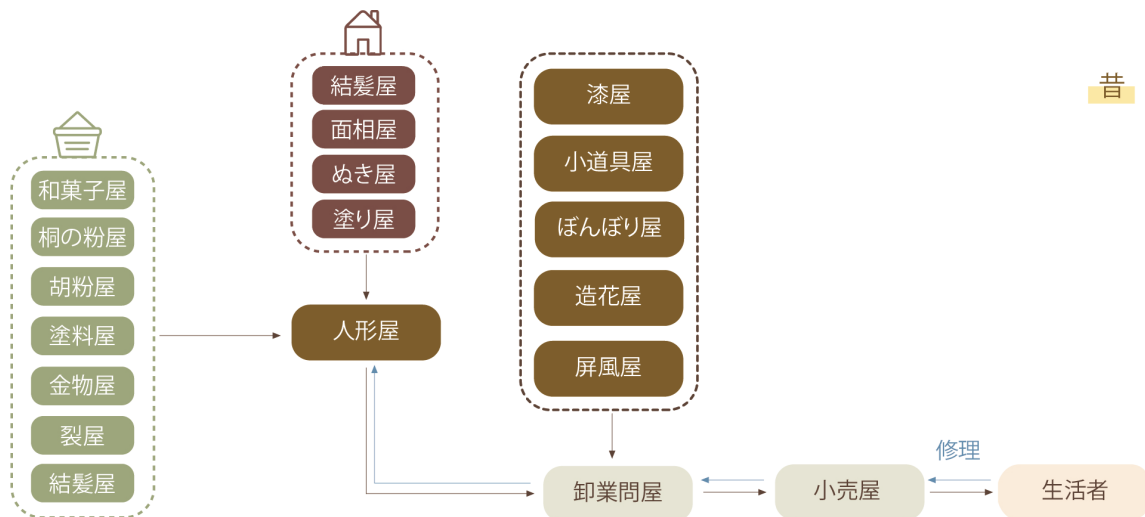 昔
和菓子屋
桐の粉屋
胡粉屋
塗料屋
金物屋
裂屋
結髪屋
結髪屋
面相屋
ぬき屋
塗り屋
人形屋
漆屋
小道具屋
ぼんぼり屋
造花屋
屏風屋
卸業問屋
小売屋
修理
生活者